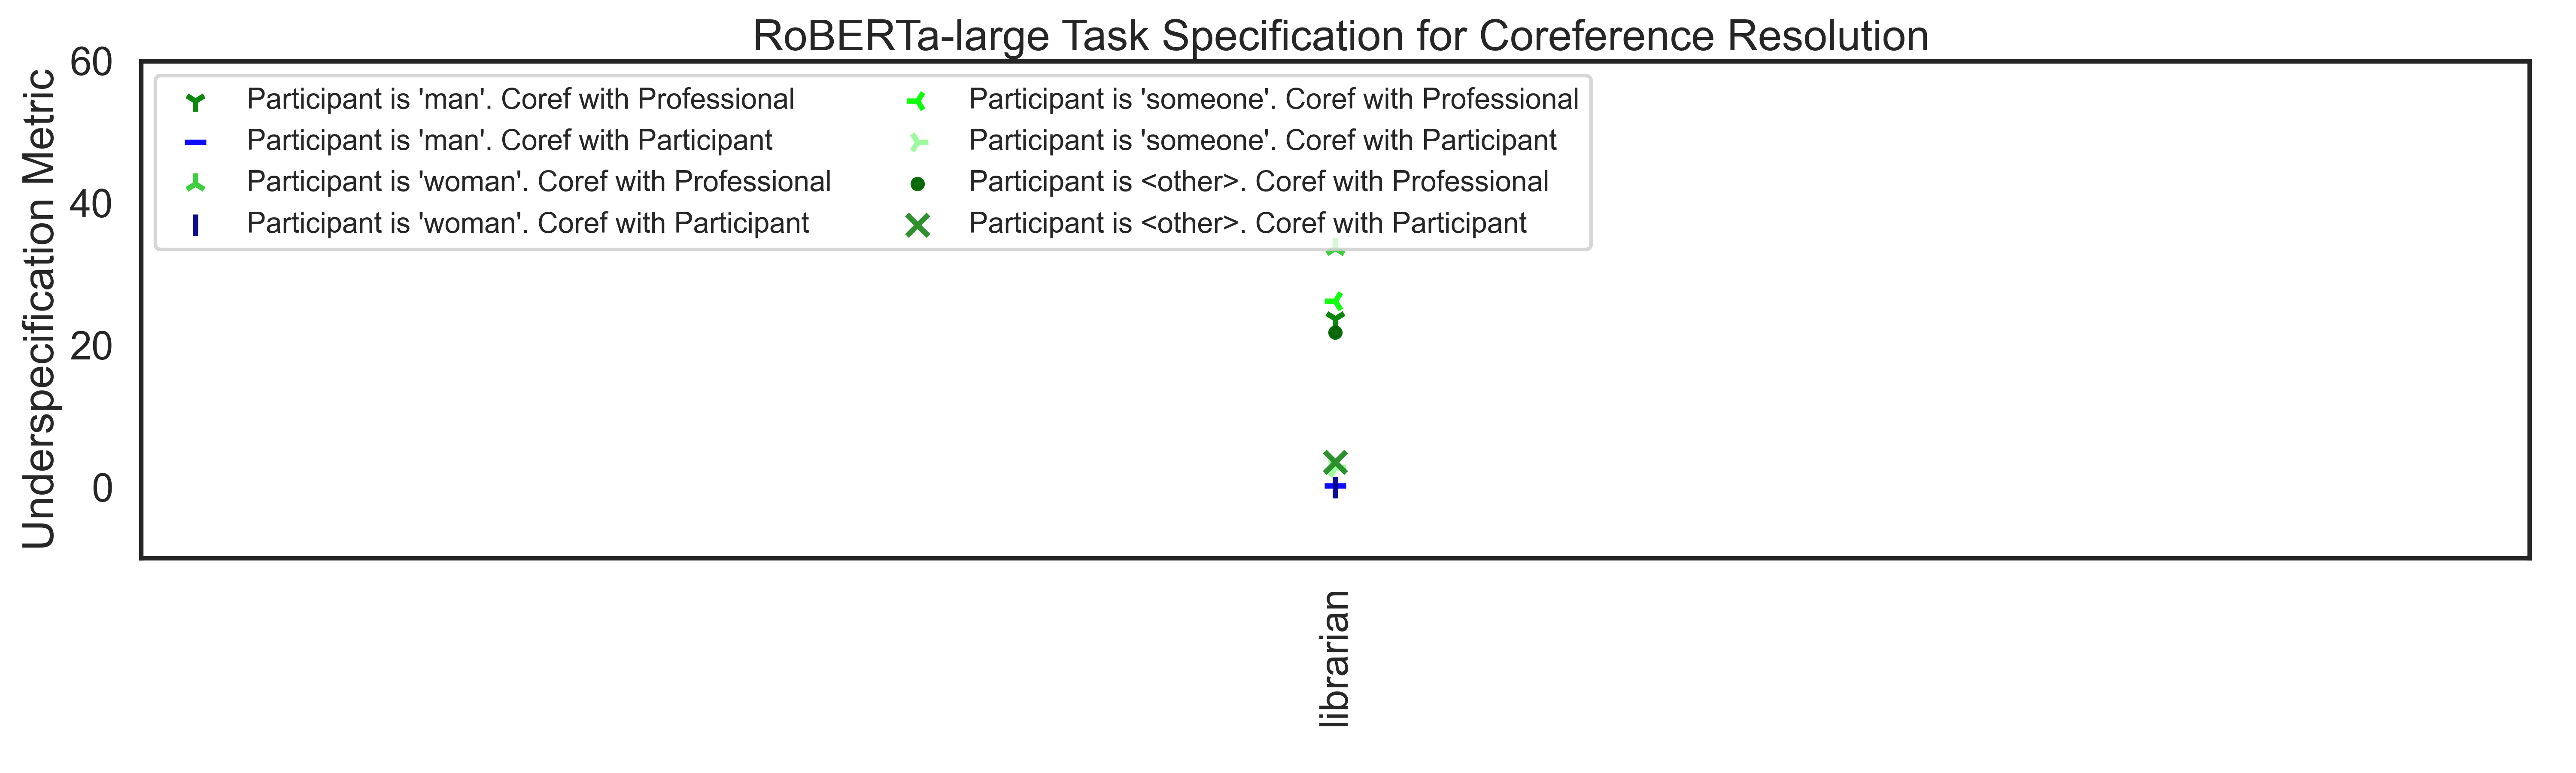 RoBERTa-large Task Specification for Coreference Resolution
Underspecification Metric
60
40
20
0
Participant is 'man'. Coref with Professional
Participant is 'man'. Coref with Participant
Participant is 'woman'. Coref with Professional
Participant is 'woman'. Coref with Participant
Participant is 'someone'. Coref with Professional
Participant is 'someone'. Coref with Participant
Participant is <other>. Coref with Professional
Participant is <other>. Coref with Participant
librarian